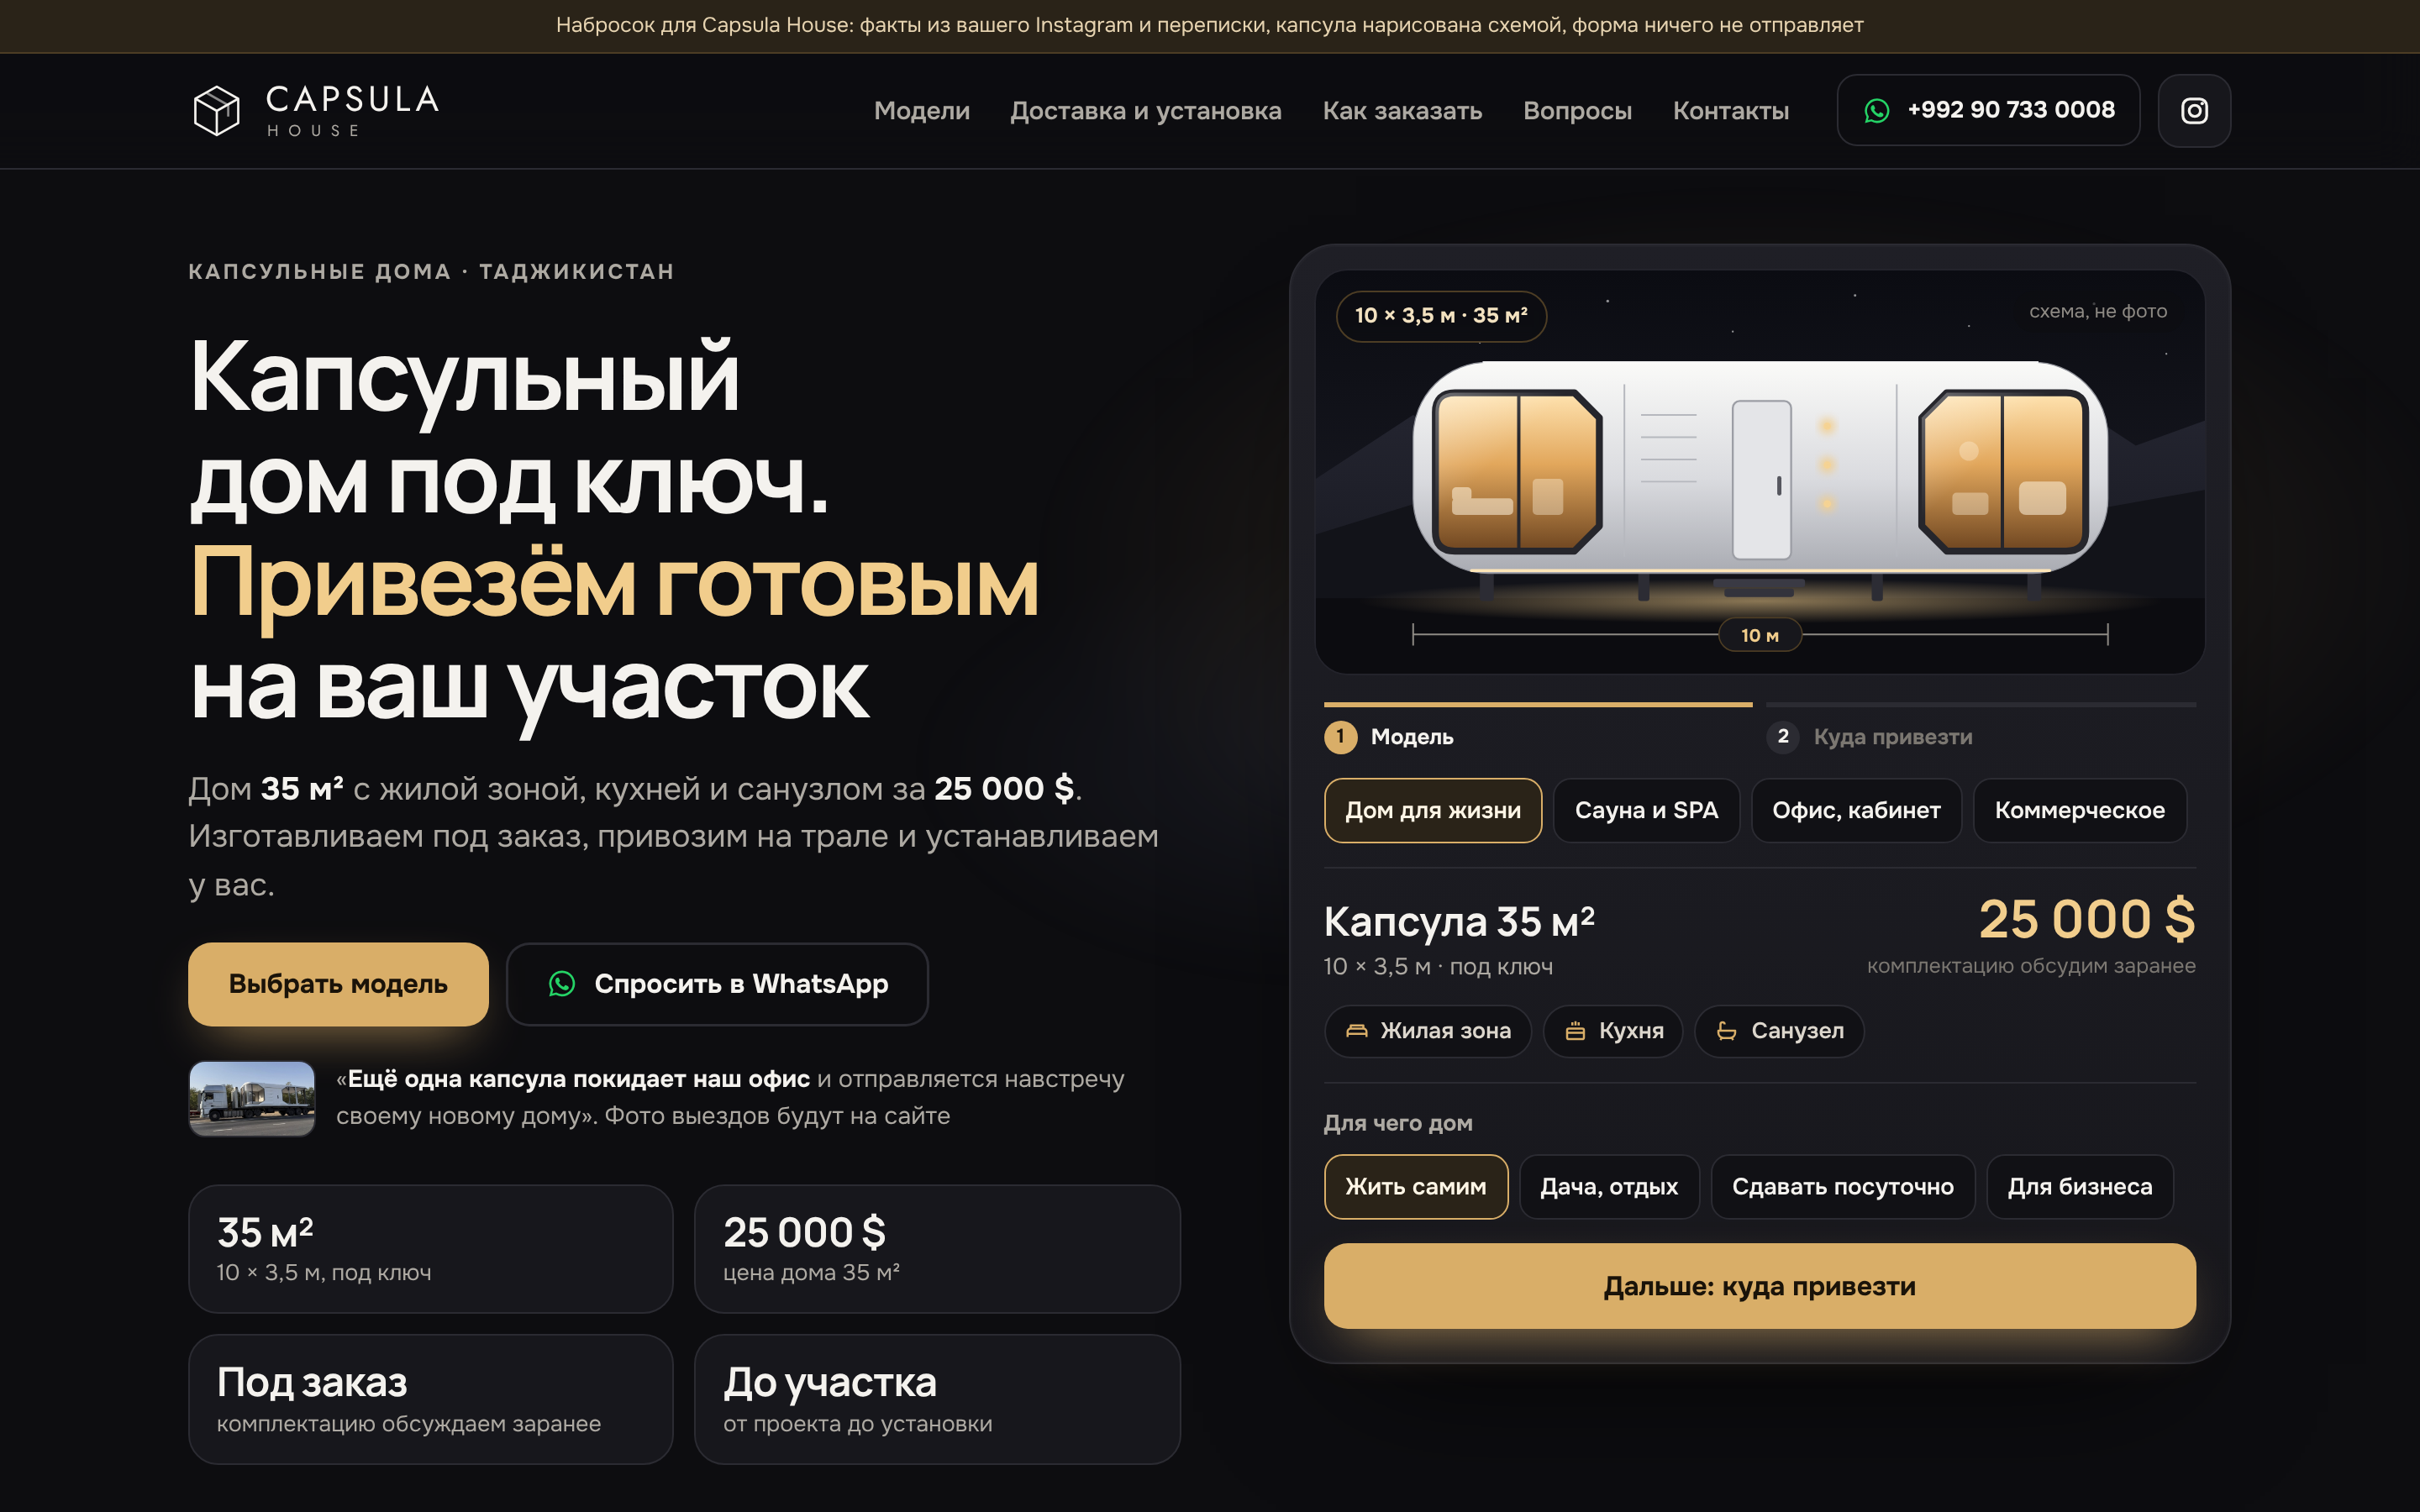 Набросок для Capsula House: факты из вашего Instagram и переписки, капсула нарисована схемой, форма ничего не отправляет
CAPSULA
HOUSE
Модели
Доставка и установка
Как заказать
Вопросы
Контакты
+992 90 733 0008
КАПСУЛЬНЫЕ ДОМА · ТАДЖИКИСТАН
Капсульный
дом под ключ.
Привезём готовым
на ваш участок
Дом 35 м² с жилой зоной, кухней и санузлом за 25 000 $.
Изготавливаем под заказ, привозим на трале и устанавливаем
у вас.
Выбрать модель
Спросить в WhatsApp
«Ещё одна капсула покидает наш офис и отправляется навстречу
своему новому дому». Фото выездов будут на сайте
35 м²
10 × 3,5 м, под ключ
25 000 $
цена дома 35 м²
Под заказ
комплектацию обсуждаем заранее
До участка
от проекта до установки
10 × 3,5 м · 35 м²
схема, не фото
10 м
1 Модель
2 Куда привезти
Дом для жизни
Сауна и SPA
Офис, кабинет
Коммерческое
Капсула 35 м²
25 000 $
10 × 3,5 м · под ключ
комплектацию обсудим заранее
Жилая зона
Кухня
Санузел
Для чего дом
Жить самим
Дача, отдых
Сдавать посуточно
Для бизнеса
Дальше: куда привезти